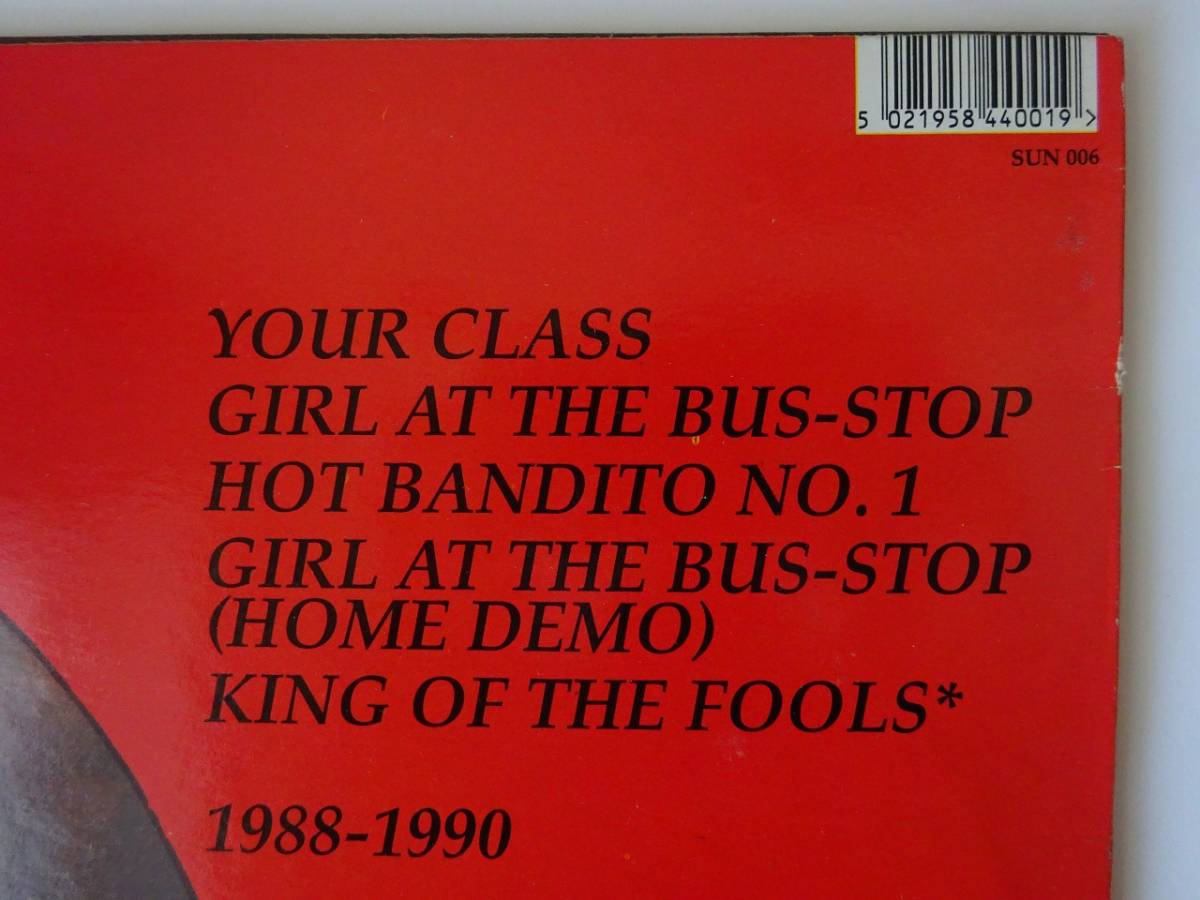 5 021958 440019 >
SUN 006
YOUR CLASS
GIRL AT THE BUS-STOP
HOT BANDITO NO. 1
GIRL AT THE BUS-STOP
(HOME DEMO)
KING OF THE FOOLS*
1988-1990